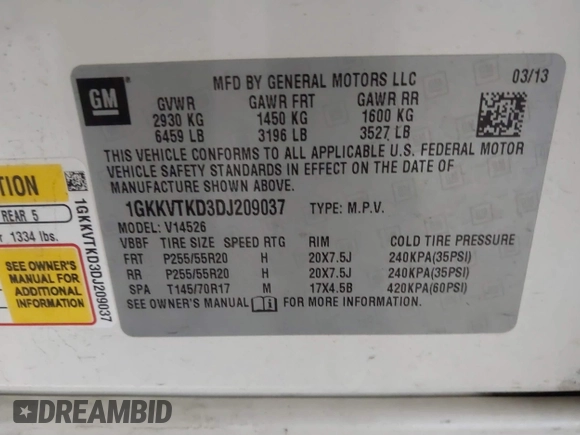 GM
MFD BY GENERAL MOTORS LLC 03/13
GVWR GAWR FRT GAWR RR
2930 KG 1450 KG 1600 KG
6459 LB 3196 LB 3527 LB
THIS VEHICLE CONFORMS TO ALL APPLICABLE U.S. FEDERAL MOTOR
VEHICLE SAFETY STANDARDS IN EFFECT ON THE DATE OF
MANUFACTURE SHOWN ABOVE.
1GKKVTKD3DJ209037 TYPE: M.P.V.
MODEL: V14526
VBBF TIRE SIZE SPEED RTG RIM COLD TIRE PRESSURE
FRT P255/55R20 H 20X7.5J 240KPA(35PSI)
RR P255/55R20 H 20X7.5J 240KPA(35PSI)
SPA T145/70R17 M 17X4.5B 420KPA(60PSI)
SEE OWNER'S MANUAL FOR MORE INFORMATION.
REAR 5
1334 lbs.
SEE OWNER'S
MANUAL FOR
ADDITIONAL
INFORMATION
1GKKVTKD3DJ209037
DREAMBID